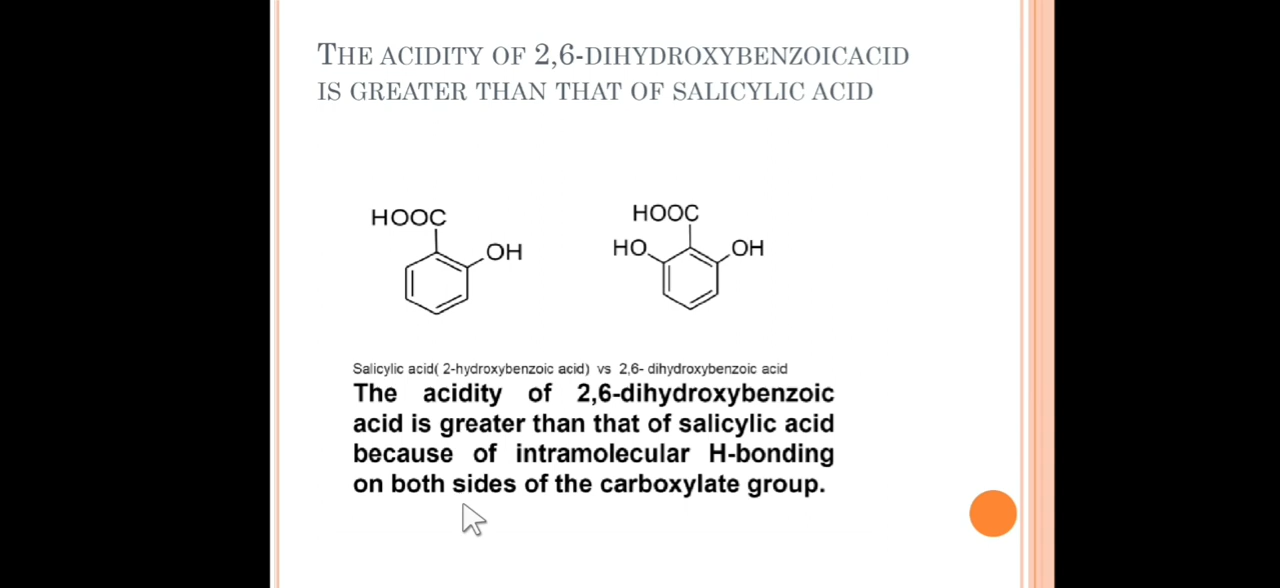 THE ACIDITY OF 2,6-DIHYDROXYBENZOICACID
IS GREATER THAN THAT OF SALICYLIC ACID
HOOC
OH
HOOC
HO
OH
Salicylic acid( 2-hydroxybenzoic acid) vs 2,6- dihydroxybenzoic acid
The acidity of 2,6-dihydroxybenzoic
acid is greater than that of salicylic acid
because of intramolecular H-bonding
on both sides of the carboxylate group.